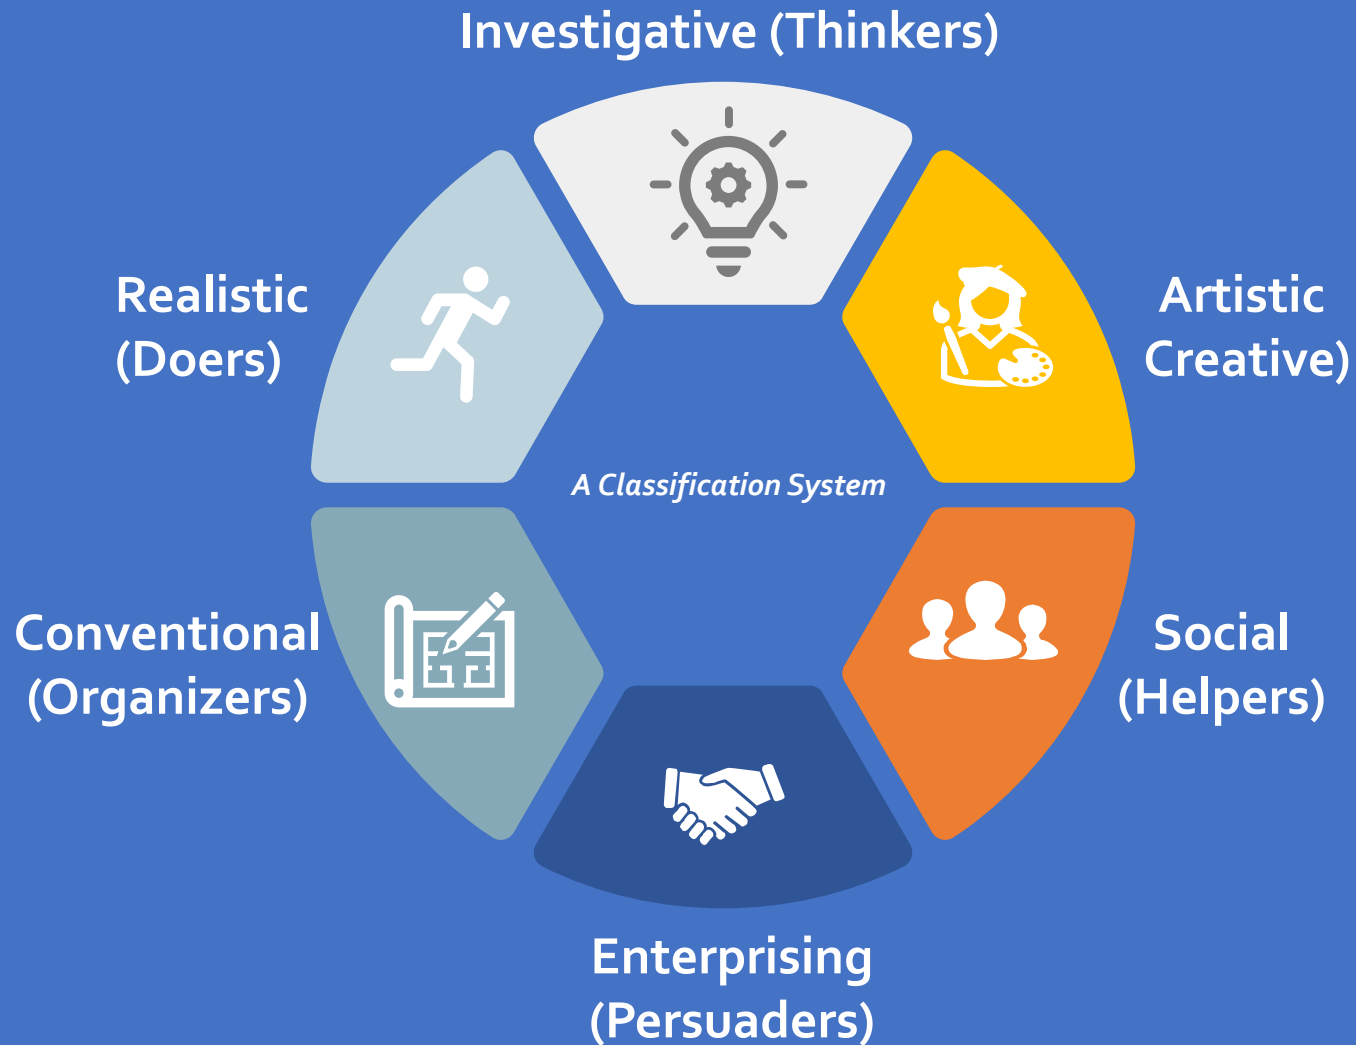 Investigative (Thinkers)
Realistic
(Doers)
Artistic
Creative)
A Classification System
Conventional
(Organizers)
Social
(Helpers)
Enterprising
(Persuaders)